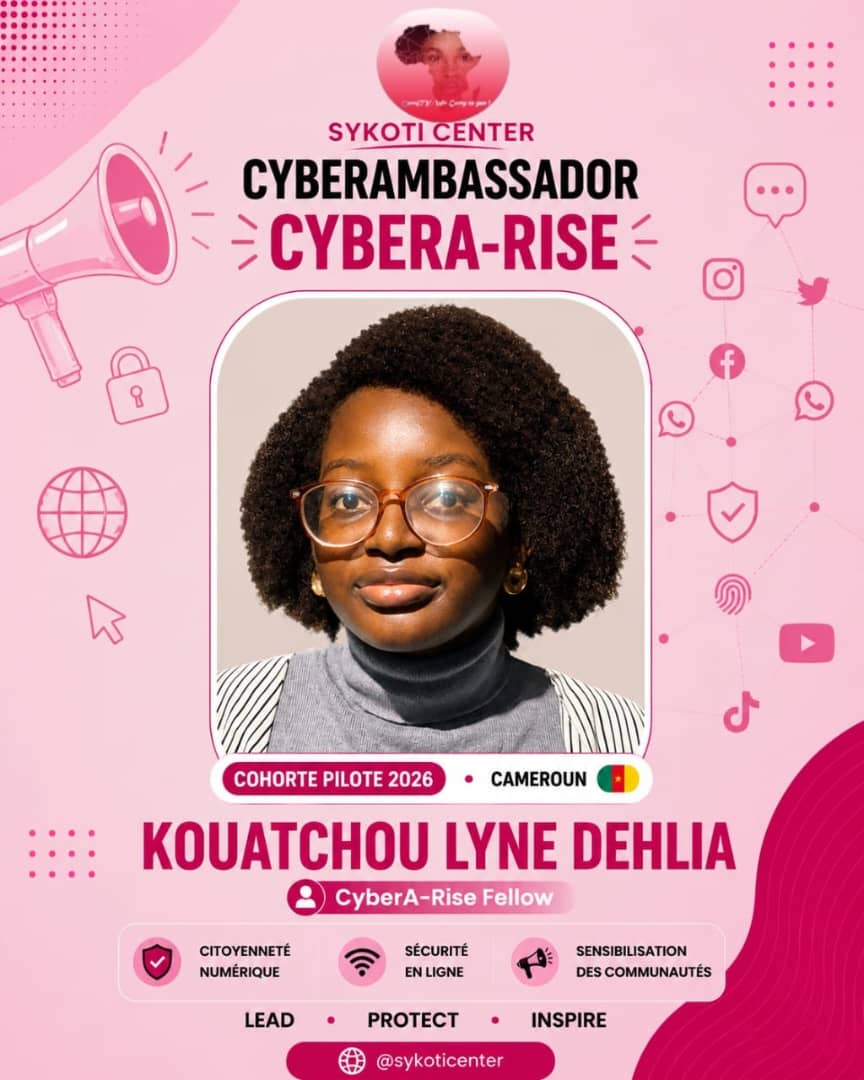 SYKOTI CENTER
CYBERAMBASSADOR
CYBERA-RISE
COHORTE PILOTE 2026 • CAMEROUN
KOUATCHOU LYNE DEHLIA
CyberA-Rise Fellow
CITOYENNETÉ
NUMÉRIQUE
SÉCURITÉ
EN LIGNE
SENSIBILISATION
DES COMMUNAUTÉS
LEAD • PROTECT • INSPIRE
@sykoticenter